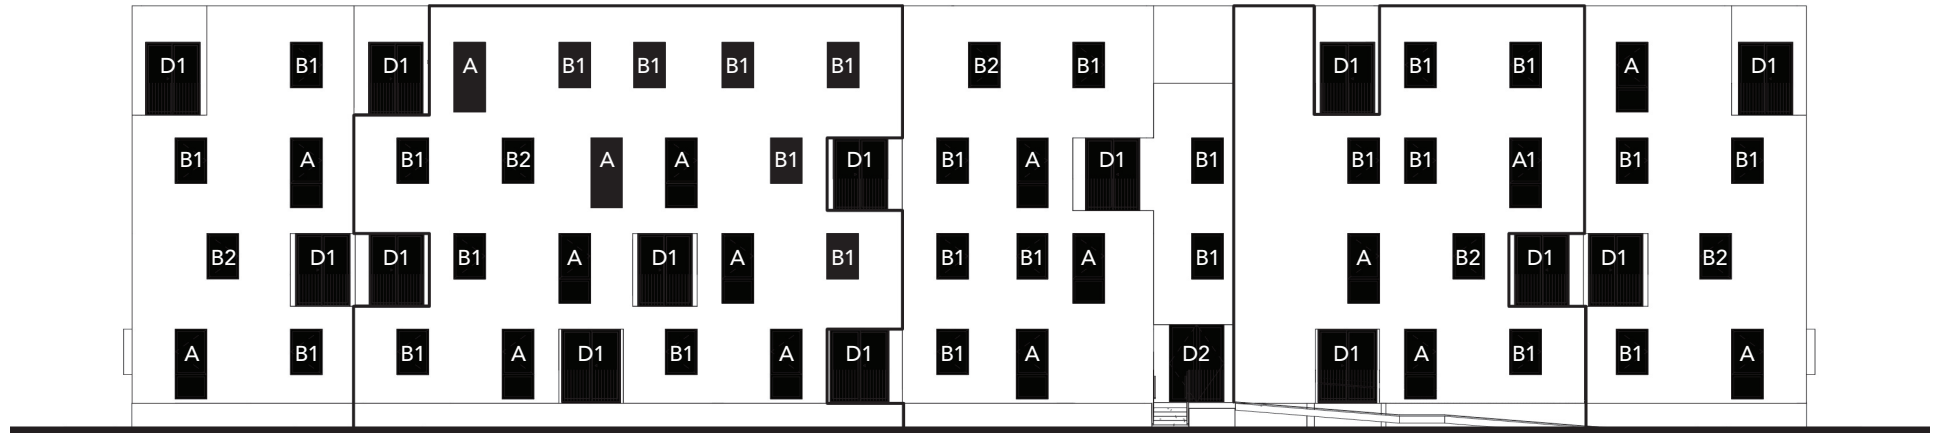 D1 B1 D1 A B1 B1 B1 B1 B2 B1 D1 B1 B1 A D1
B1 A B1 B2 A A B1 D1 B1 A D1 B1 B1 B1 A1 B1 B1
B2 D1 D1 B1 A D1 A B1 B1 B1 A B1 A B2 D1 D1 B2
A B1 B1 A D1 B1 A D1 B1 A D2 D1 A B1 B1 A